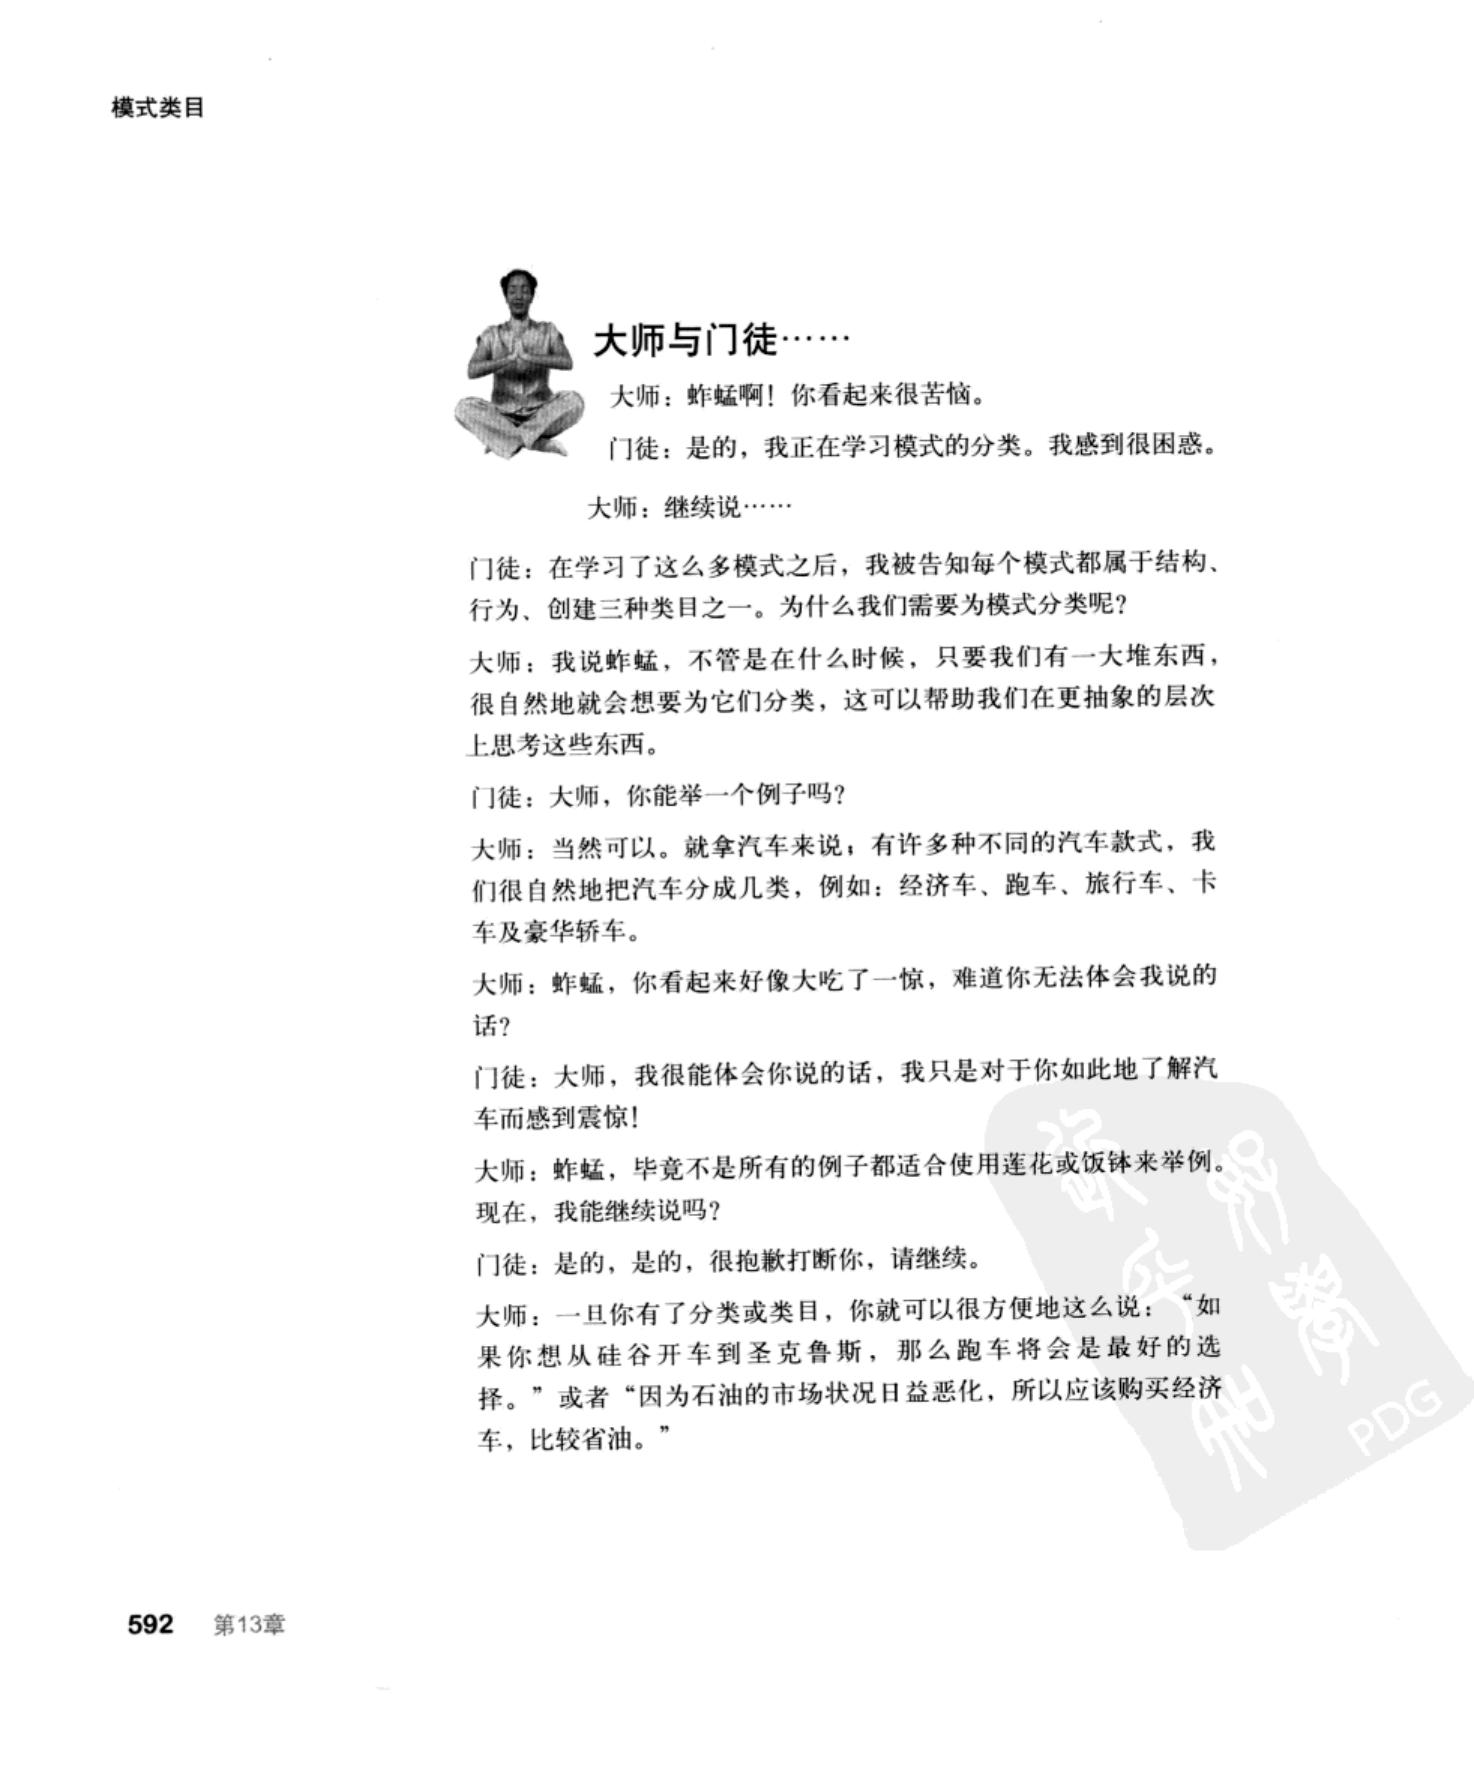 模式类目
大师与门徒……
大师：蚱蜢啊！你看起来很苦恼。
门徒：是的，我正在学习模式的分类。我感到很困惑。
大师：继续说……
门徒：在学习了这么多模式之后，我被告知每个模式都属于结构、
行为、创建三种类目之一。为什么我们需要为模式分类呢？
大师：我说蚱蜢，不管是在什么时候，只要我们有一大堆东西，
很自然地就会想要为它们分类，这可以帮助我们在更抽象的层次
上思考这些东西。
门徒：大师，你能举一个例子吗？
大师：当然可以。就拿汽车来说；有许多种不同的汽车款式，我
们很自然地把汽车分成几类，例如：经济车、跑车、旅行车、卡
车及豪华轿车。
大师：蚱蜢，你看起来好像大吃了一惊，难道你无法体会我说的
话？
门徒：大师，我很能体会你说的话，我只是对于你如此地了解汽
车而感到震惊！
大师：蚱蜢，毕竟不是所有的例子都适合使用莲花或饭钵来举例。
现在，我能继续说吗？
门徒：是的，是的，很抱歉打断你，请继续。
大师：一旦你有了分类或类目，你就可以很方便地这么说：“如
果你想从硅谷开车到圣克鲁斯，那么跑车将会是最好的选
择。”或者“因为石油的市场状况日益恶化，所以应该购买经济
车，比较省油。”
PDG
592 第13章